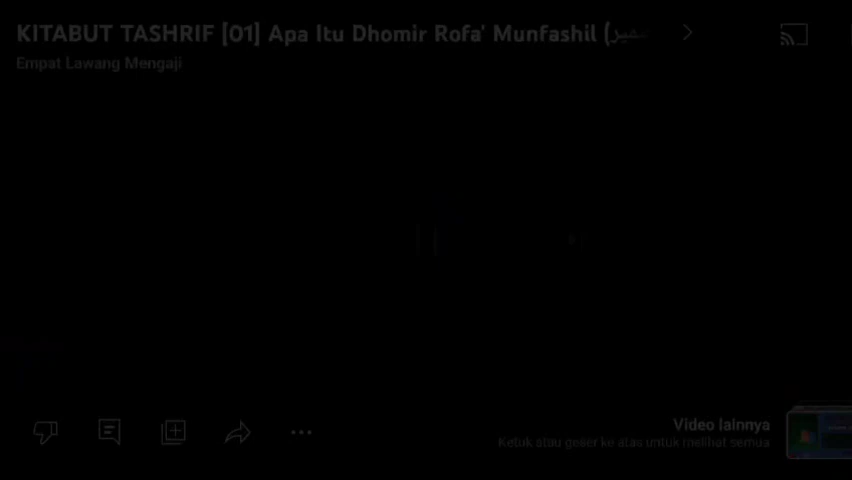 KITABUT TASHRIF [01] Apa Itu Dhomir Rofa' Munfashil (ضمير
Empat Lawang Mengaji
Video lainnya
Ketuk atau geser ke atas untuk melihat semua